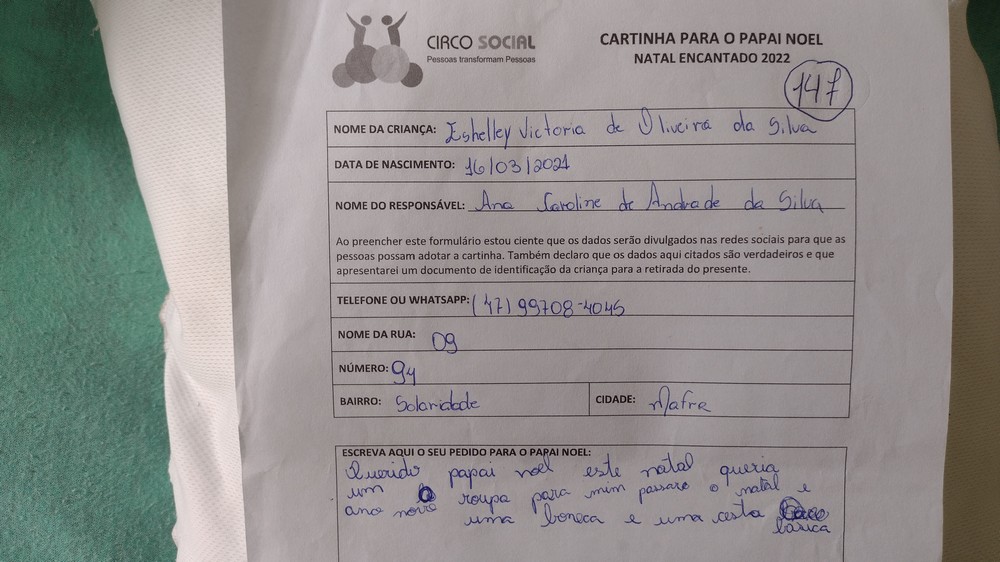 CIRCO SOCIAL
Pessoas transformam Pessoas
CARTINHA PARA O PAPAI NOEL
NATAL ENCANTADO 2022
147
NOME DA CRIANÇA: Eshelley Victoria de Oliveira da Silva
DATA DE NASCIMENTO: 16/03/2021
NOME DO RESPONSÁVEL: Ana Caroline de Andrade da Silva
Ao preencher este formulário estou ciente que os dados serão divulgados nas redes sociais para que as
pessoas possam adotar a cartinha. Também declaro que os dados aqui citados são verdadeiros e que
apresentarei um documento de identificação da criança para a retirada do presente.
TELEFONE OU WHATSAPP: (47) 99708-4045
NOME DA RUA: 09
NÚMERO: 94
BAIRRO: Solaridade CIDADE: Mafra
ESCREVA AQUI O SEU PEDIDO PARA O PAPAI NOEL:
Querido papai noel este natal queria
um roupa para mim passare o natal e
ano novo uma boneca e uma cesta
barica